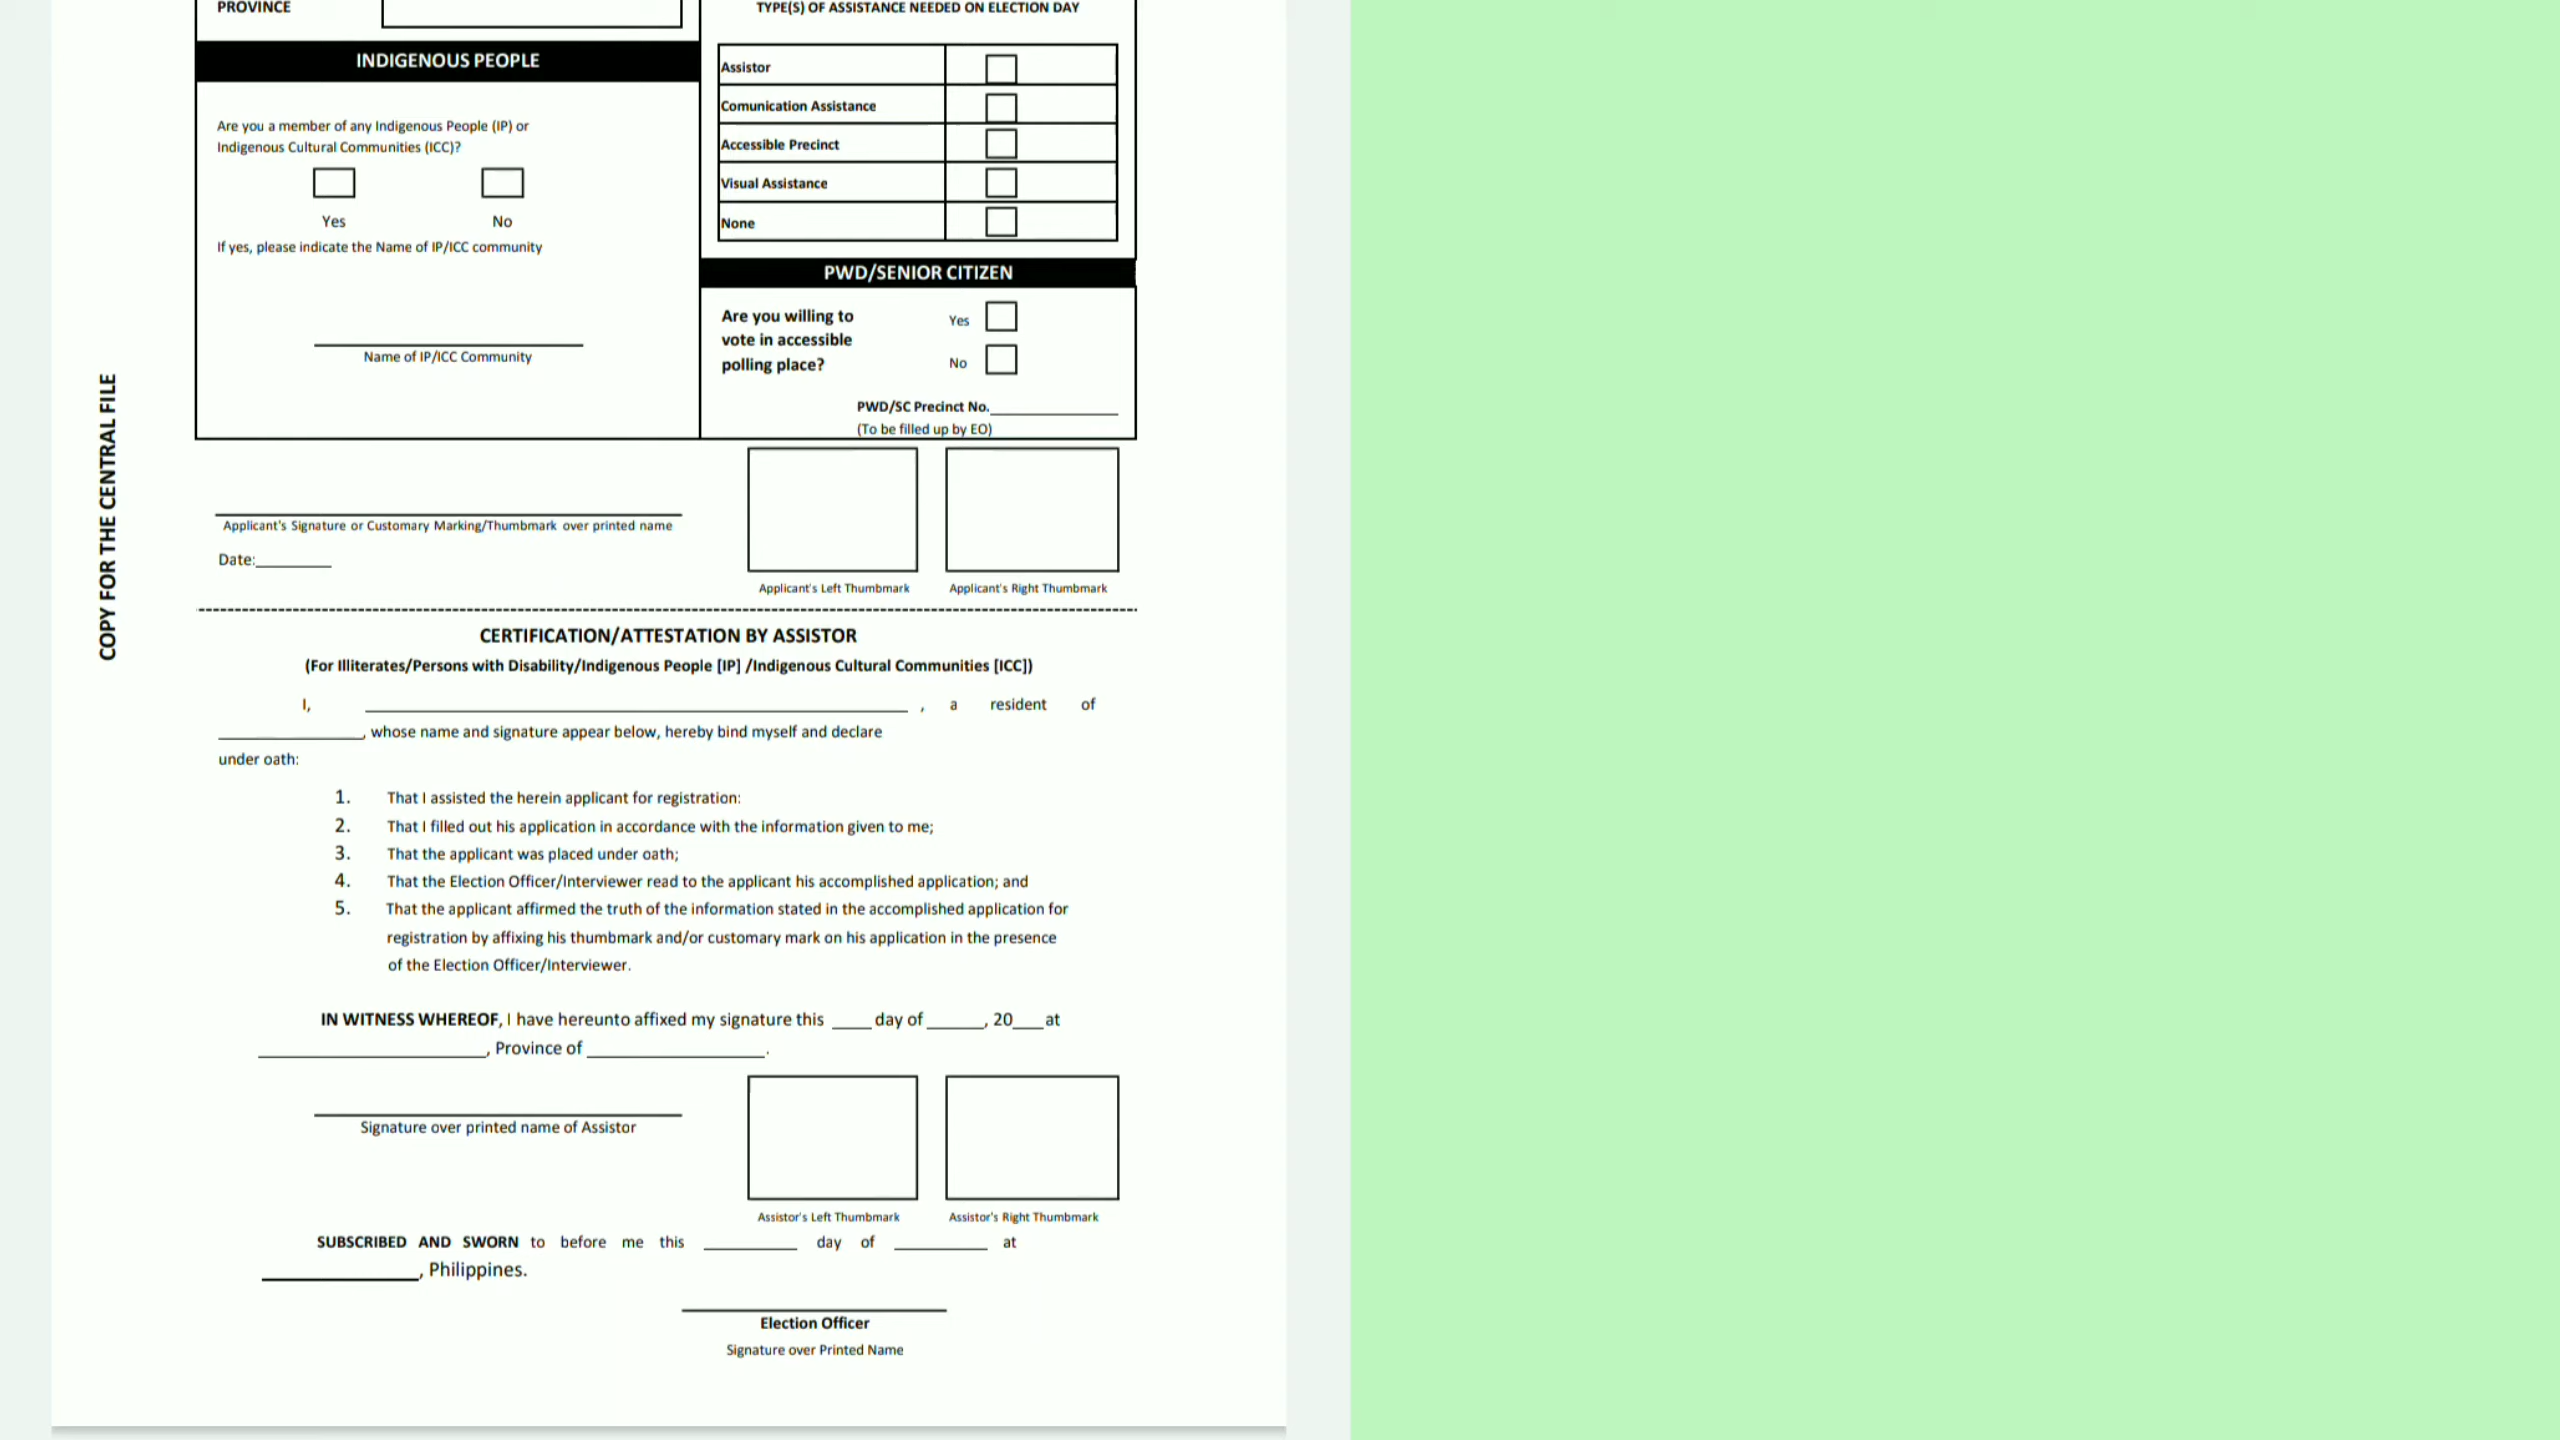 PROVINCE
INDIGENOUS PEOPLE
Are you a member of any Indigenous People (IP) or
Indigenous Cultural Communities (ICC)?
Yes No
If yes, please indicate the Name of IP/ICC community
Name of IP/ICC Community
TYPE(S) OF ASSISTANCE NEEDED ON ELECTION DAY
Assistor
Comunication Assistance
Accessible Precinct
Visual Assistance
None
PWD/SENIOR CITIZEN
Are you willing to
vote in accessible
polling place?
Yes
No
PWD/SC Precinct No.______________
(To be filled up by EO)
COPY FOR THE CENTRAL FILE
Applicant's Signature or Customary Marking/Thumbmark over printed name
Date:_________
Applicant's Left Thumbmark Applicant's Right Thumbmark
CERTIFICATION/ATTESTATION BY ASSISTOR
(For Illiterates/Persons with Disability/Indigenous People [IP] /Indigenous Cultural Communities [ICC])
I, ______________________________ , a resident of
________________, whose name and signature appear below, hereby bind myself and declare
under oath:
1. That I assisted the herein applicant for registration:
2. That I filled out his application in accordance with the information given to me;
3. That the applicant was placed under oath;
4. That the Election Officer/Interviewer read to the applicant his accomplished application; and
5. That the applicant affirmed the truth of the information stated in the accomplished application for
registration by affixing his thumbmark and/or customary mark on his application in the presence
of the Election Officer/Interviewer.
IN WITNESS WHEREOF, I have hereunto affixed my signature this ____ day of ______, 20___ at
_______________________, Province of __________________.
Signature over printed name of Assistor
Assistor's Left Thumbmark Assistor's Right Thumbmark
SUBSCRIBED AND SWORN to before me this __________ day of __________ at
________________, Philippines.
Election Officer
Signature over Printed Name